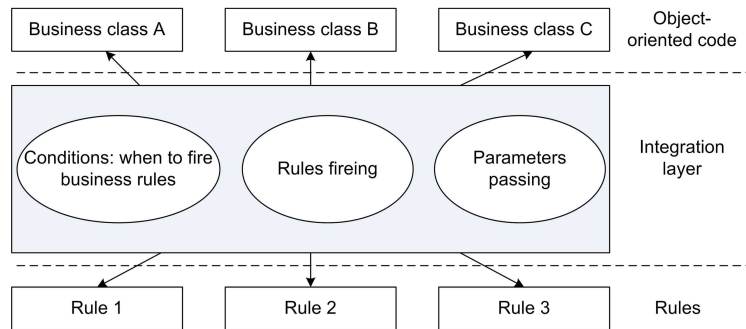 Business class A
Business class B
Business class C
Object-
oriented code
Conditions: when to fire
business rules
Rules fireing
Parameters
passing
Integration
layer
Rule 1
Rule 2
Rule 3
Rules